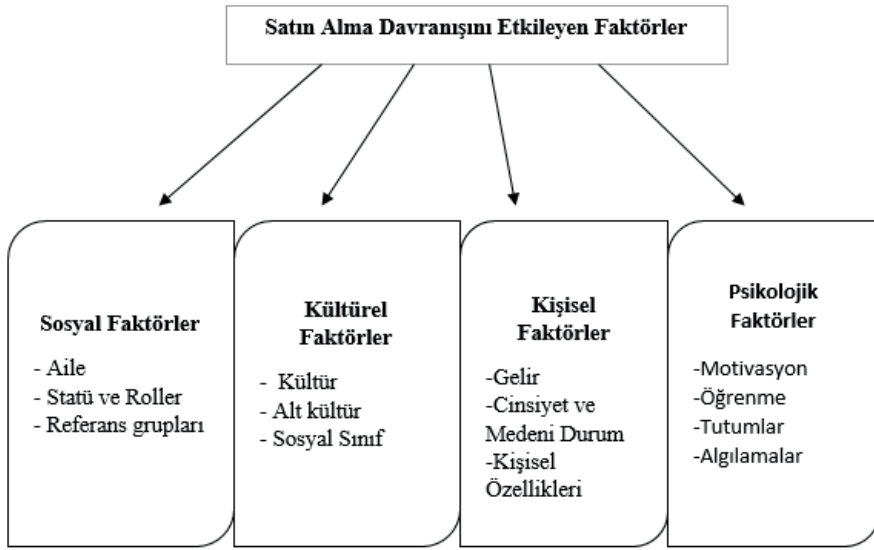 Satın Alma Davranışını Etkileyen Faktörler
Sosyal Faktörler
- Aile
- Statü ve Roller
- Referans grupları
Kültürel
Faktörler
- Kültür
- Alt kültür
- Sosyal Sınıf
Kişisel
Faktörler
-Gelir
-Cinsiyet ve
Medeni Durum
-Kişisel
Özellikleri
Psikolojik
Faktörler
-Motivasyon
-Öğrenme
-Tutumlar
-Algılamalar